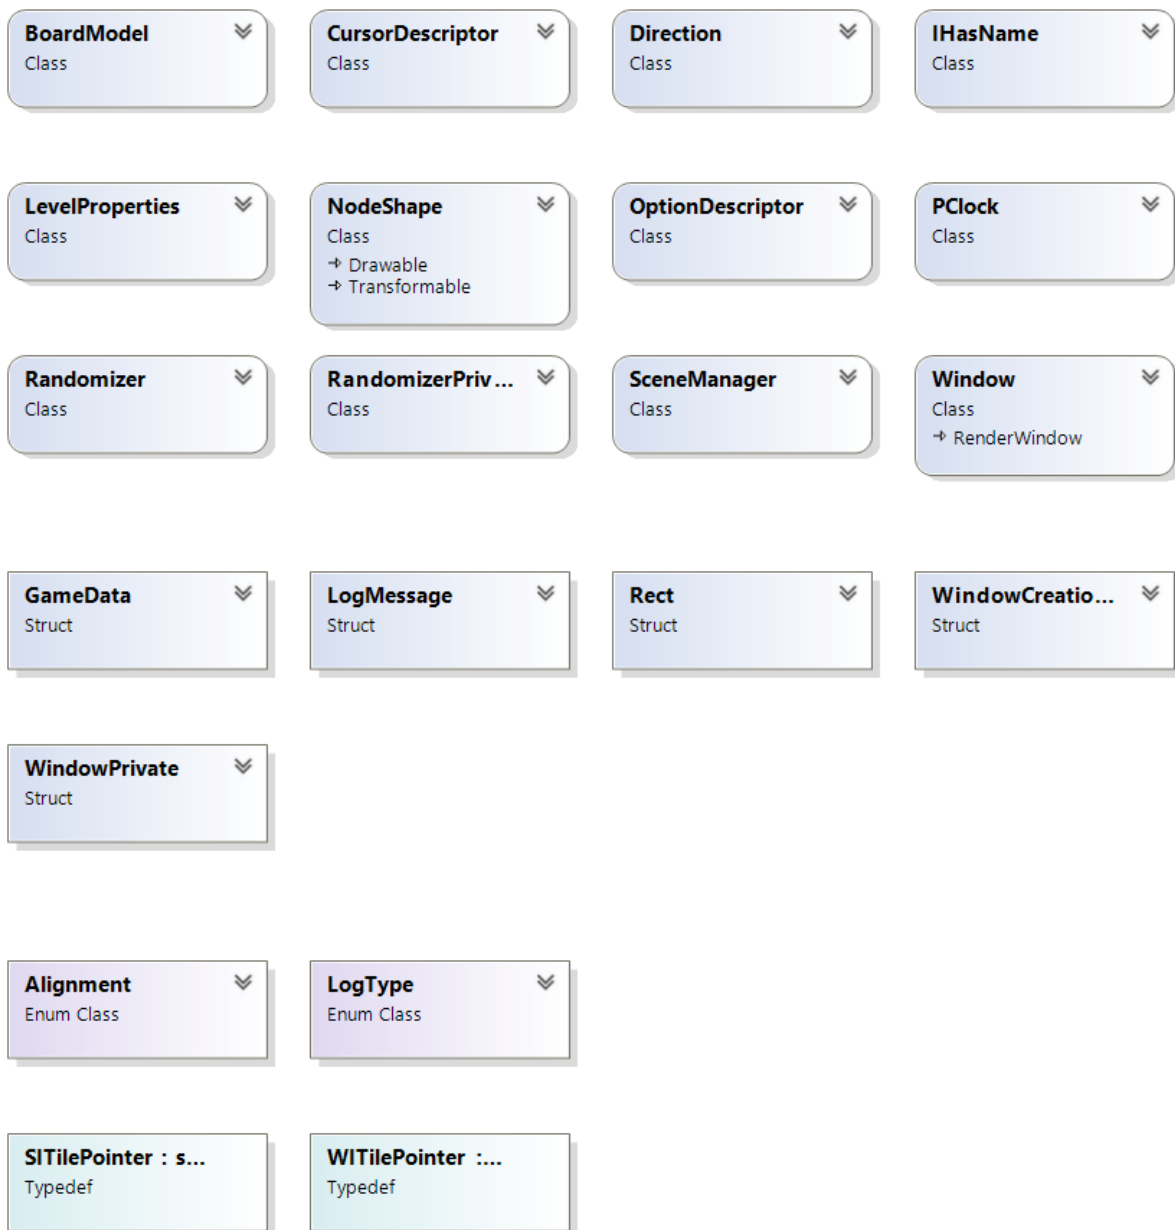 BoardModel
Class
CursorDescriptor
Class
Direction
Class
IHasName
Class
LevelProperties
Class
NodeShape
Class
Drawable
Transformable
OptionDescriptor
Class
PClock
Class
Randomizer
Class
RandomizerPriv...
Class
SceneManager
Class
Window
Class
RenderWindow
GameData
Struct
LogMessage
Struct
Rect
Struct
WindowCreatio...
Struct
WindowPrivate
Struct
Alignment
Enum Class
LogType
Enum Class
SITilePointer : s...
Typedef
WITilePointer :...
Typedef